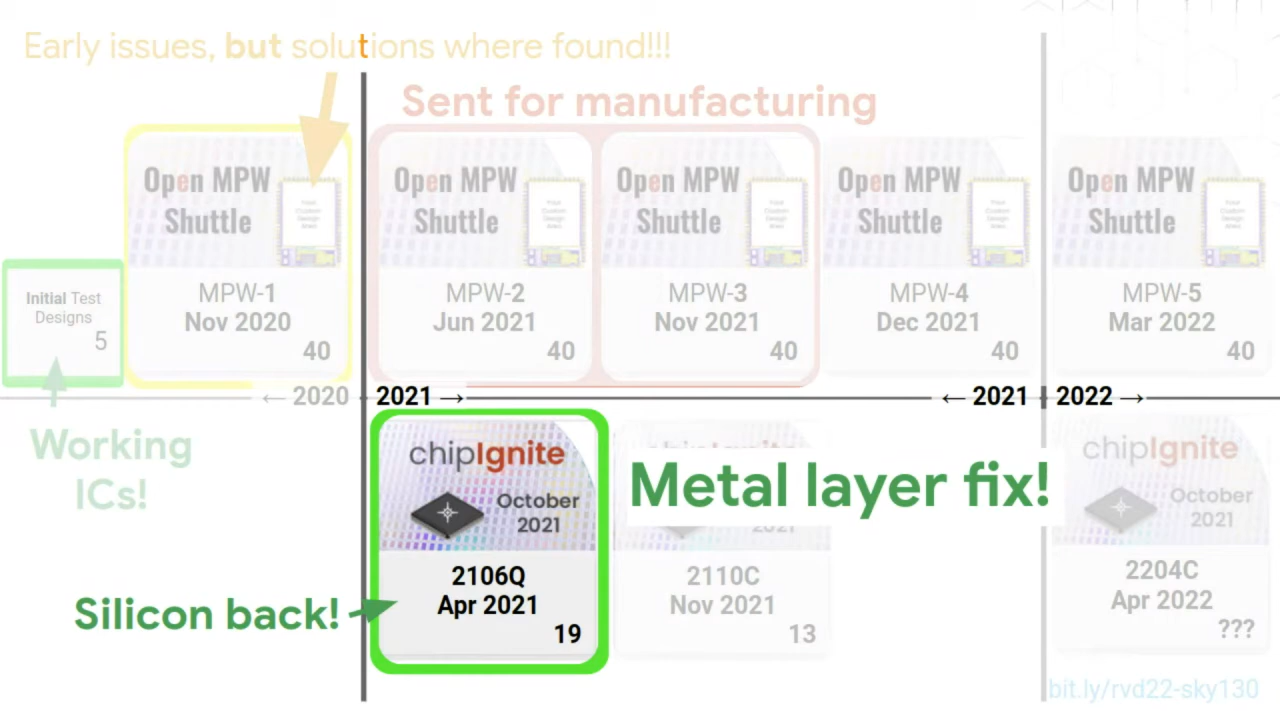 Early issues, but solutions where found!!!
Sent for manufacturing
Open MPW
Shuttle
MPW-1
Nov 2020
40
Open MPW
Shuttle
MPW-2
Jun 2021
40
Open MPW
Shuttle
MPW-3
Nov 2021
40
Open MPW
Shuttle
MPW-4
Dec 2021
40
Open MPW
Shuttle
MPW-5
Mar 2022
40
Initial Test
Designs
5
← 2020
2021 →
← 2021
2022 →
Working
ICs!
chipIgnite
October
2021
2106Q
Apr 2021
19
Metal layer fix!
2110C
Nov 2021
13
chipIgnite
October
2021
2204C
Apr 2022
???
Silicon back!
bit.ly/rvd22-sky130